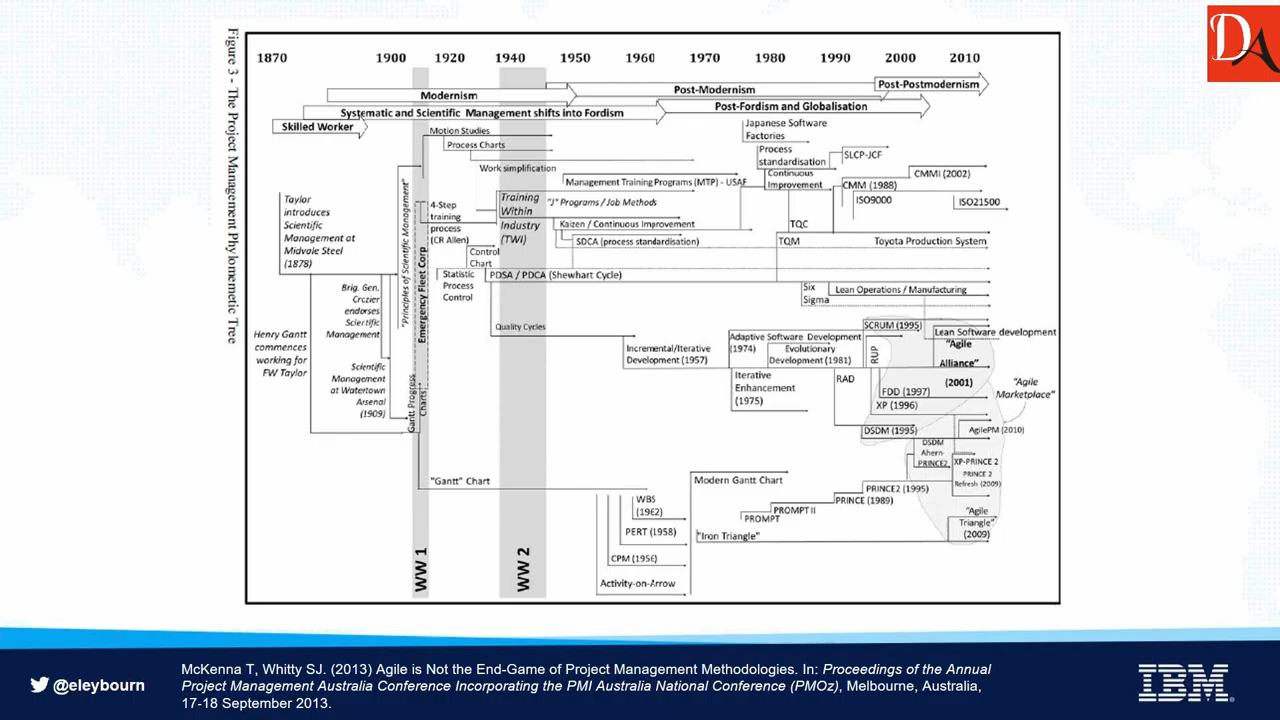 DA
Figure 3 - The Project Management Phylomemetic Tree
1870 1900 1920 1940 1950 1960 1970 1980 1990 2000 2010
Post-Postmodernism
Modernism
Post-Modernism
Systematic and Scientific Management shifts into Fordism
Post-Fordism and Globalisation
Skilled Worker
Motion Studies
Process Charts
Work simplification
Management Training Programs (MTP) - USAF
Japanese Software
Factories
Process
standardisation
SLCP-JCF
Continuous
Improvement
CMMI (2002)
CMM (1988)
ISO9000
ISO21500
Taylor
introduces
Scientific
Management at
Midvale Steel
(1878)
"Principles of Scientific Management"
4-Step
training
process
(CR Allen)
Training
Within
Industry
(TWI)
"J" Programs / Job Methods
Kaizen / Continuous Improvement
SDCA (process standardisation)
TQC
TQM
Toyota Production System
Control
Chart
Emergency Fleet Corp
Statistic
Process
Control
PDSA / PDCA (Shewhart Cycle)
Six
Sigma
Lean Operations / Manufacturing
Brig. Gen.
Crozier
endorses
Scientific
Management
Henry Gantt
commences
working for
FW Taylor
Scientific
Management
at Watertown
Arsenal
(1909)
Gantt Progress
Charts
Quality Cycles
Incremental/Iterative
Development (1957)
Adaptive Software Development
(1974)
Evolutionary
Development (1981)
Iterative
Enhancement
(1975)
SCRUM (1995)
RUP
RAD
Lean Software development
"Agile
Alliance"
(2001)
FDD (1997)
XP (1996)
"Agile
Marketplace"
DSDM (1995)
AgilePM (2010)
DSDM
Ahern-
PRINCE2
XP-PRINCE 2
PRINCE 2
Refresh (2009)
"Gantt" Chart
Modern Gantt Chart
PRINCE2 (1995)
PRINCE (1989)
PROMPT II
PROMPT
WBS
(1962)
PERT (1958)
CPM (1956)
Activity-on-Arrow
"Iron Triangle"
"Agile
Triangle"
(2009)
WW 1
WW 2
@eleybourn
McKenna T, Whitty SJ. (2013) Agile is Not the End-Game of Project Management Methodologies. In: Proceedings of the Annual
Project Management Australia Conference Incorporating the PMI Australia National Conference (PMOz), Melbourne, Australia,
17-18 September 2013.
IBM